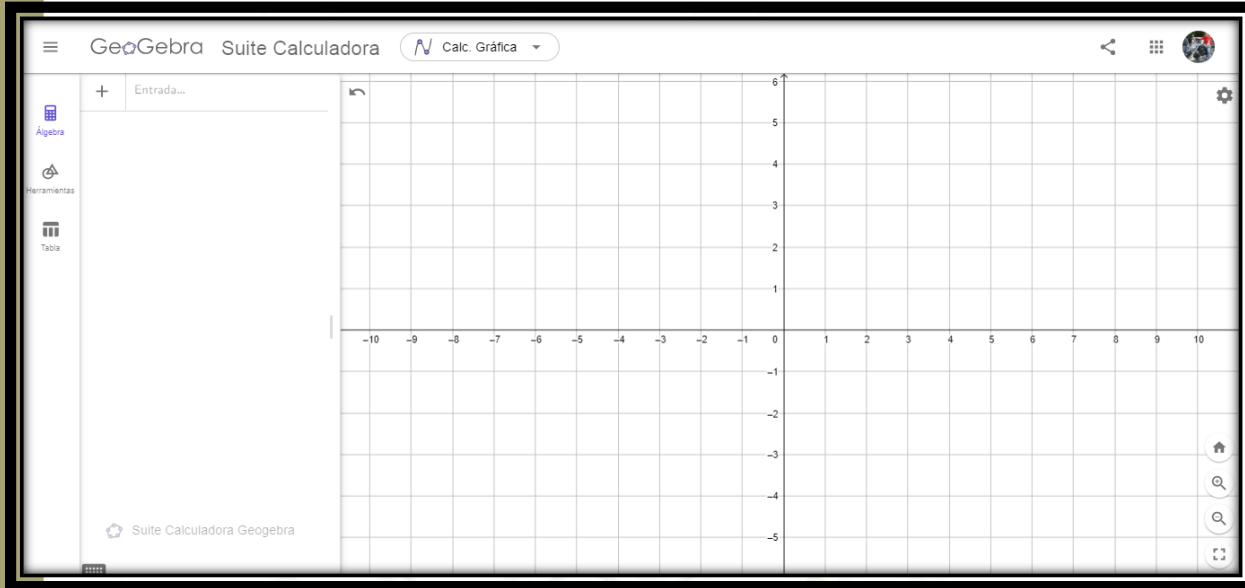 GeoGebra Suite Calculadora Calc. Gráfica
Entrada...
Álgebra
Herramientas
Tabla
6
5
4
3
2
1
–10 –9 –8 –7 –6 –5 –4 –3 –2 –1 0 1 2 3 4 5 6 7 8 9 10
–1
–2
–3
–4
–5
Suite Calculadora Geogebra